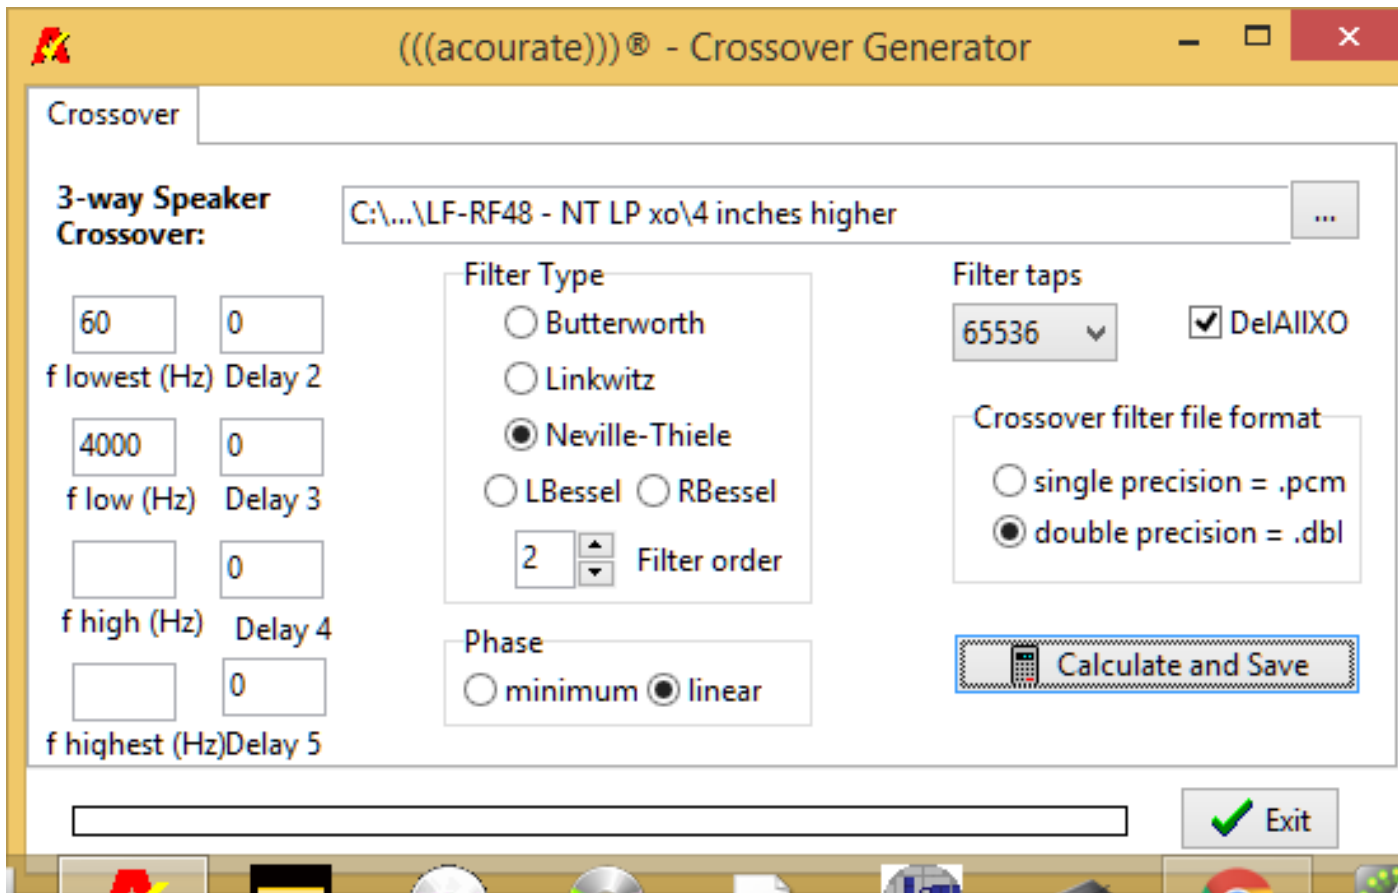 (((acourate)))® - Crossover Generator
Crossover
3-way Speaker
Crossover:
C:\...\LF-RF48 - NT LP xo\4 inches higher
...
60
0
f lowest (Hz) Delay 2
4000
0
f low (Hz) Delay 3
0
f high (Hz) Delay 4
0
f highest (Hz)Delay 5
Filter Type
Butterworth
Linkwitz
Neville-Thiele
LBessel RBessel
2 Filter order
Phase
minimum linear
Filter taps
65536
DelAllXO
Crossover filter file format
single precision = .pcm
double precision = .dbl
Calculate and Save
Exit